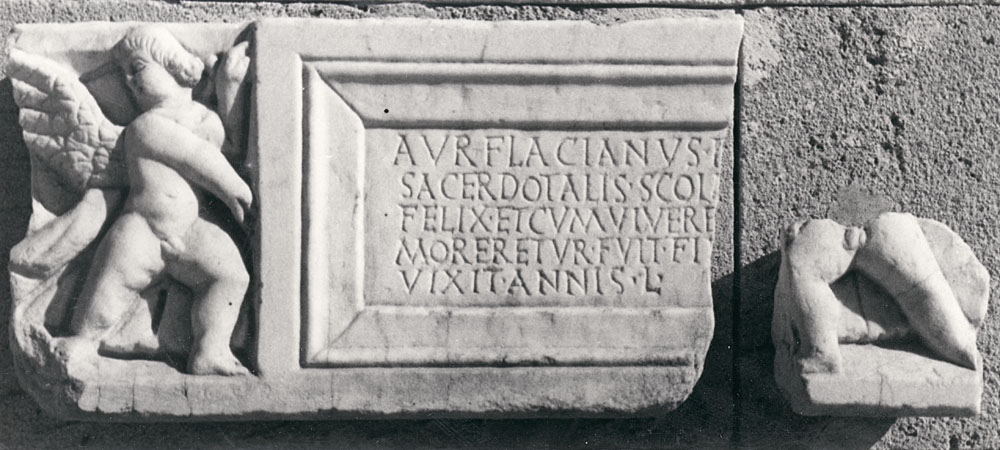 AVR·FLACIANVS·F
SACERDOTALIS·SCOL
FELIX·ET CVM VIVERE
MORERETVR·FVIT·FI
VIXIT·ANNIS·L·